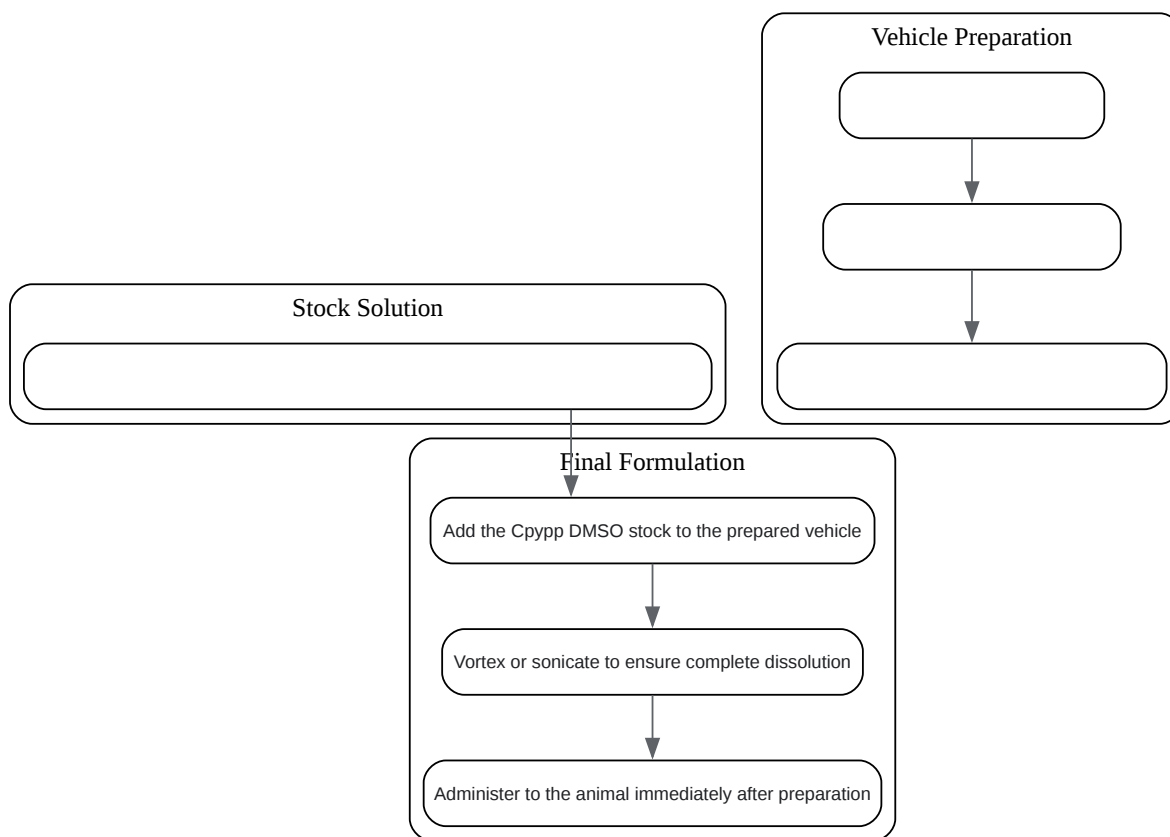 Vehicle Preparation
Stock Solution
Final Formulation
Add the Cpypp DMSO stock to the prepared vehicle
Vortex or sonicate to ensure complete dissolution
Administer to the animal immediately after preparation